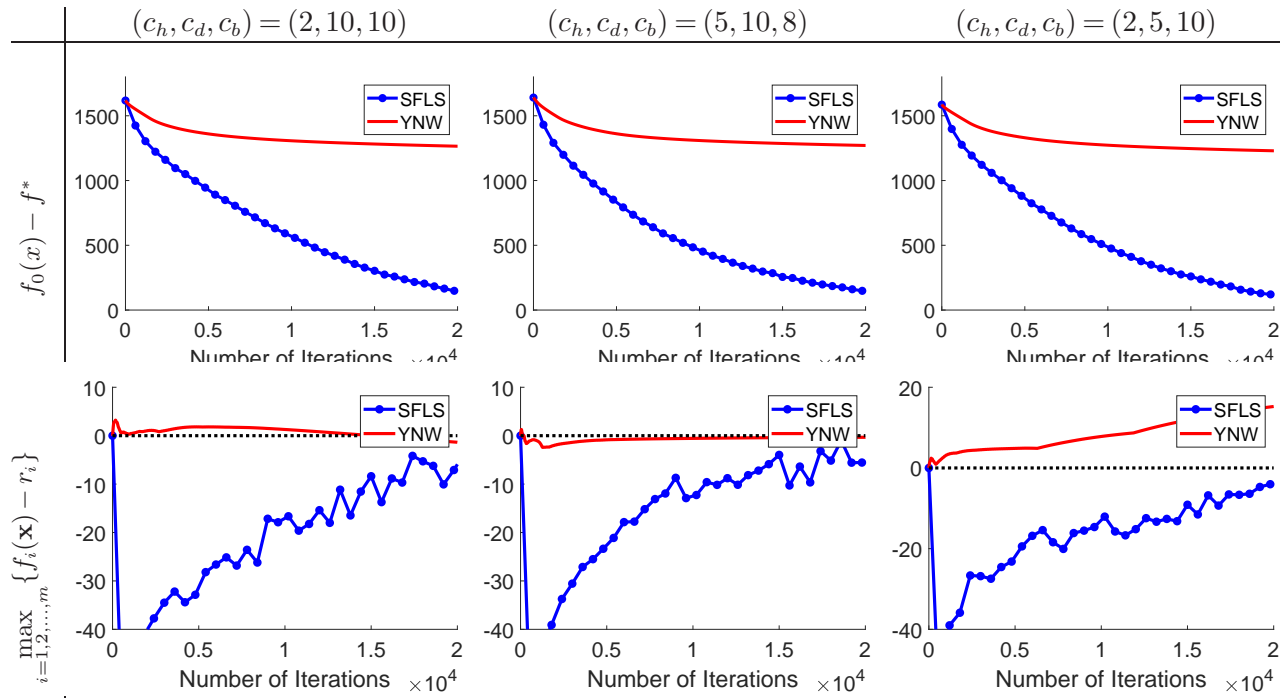 (c_h, c_d, c_b) = (2, 10, 10)
(c_h, c_d, c_b) = (5, 10, 8)
(c_h, c_d, c_b) = (2, 5, 10)
f_0(x) − f*
1500
1000
500
0
0 0.5 1 1.5 2
Number of Iterations ×10^4
SFLS
YNW
1500
1000
500
0
0 0.5 1 1.5 2
Number of Iterations ×10^4
SFLS
YNW
1500
1000
500
0
0 0.5 1 1.5 2
Number of Iterations ×10^4
SFLS
YNW
max_{i=1,2,...,m} {f_i(x) − r_i}
10
0
-10
-20
-30
-40
0 0.5 1 1.5 2
Number of Iterations ×10^4
SFLS
YNW
10
0
-10
-20
-30
-40
0 0.5 1 1.5 2
Number of Iterations ×10^4
SFLS
YNW
20
0
-20
-40
0 0.5 1 1.5 2
Number of Iterations ×10^4
SFLS
YNW